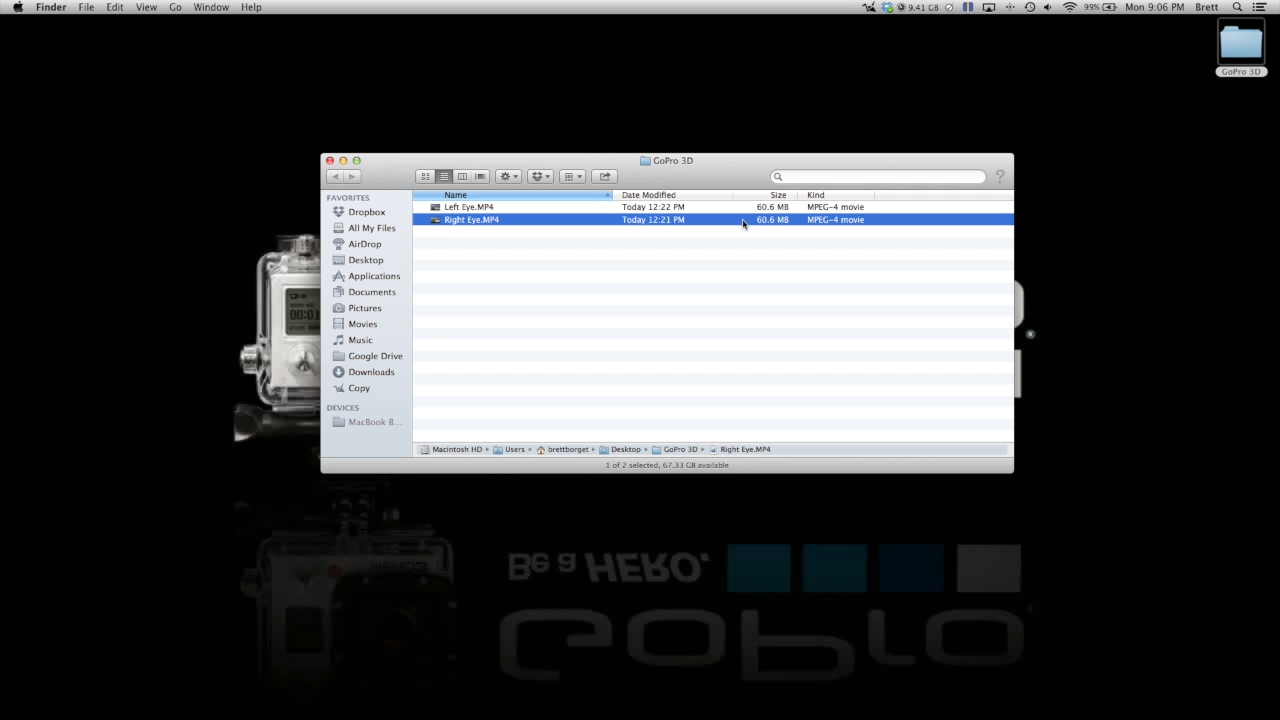 Finder File Edit View Go Window Help 9.41 GB 99% Mon 9:06 PM Brett
GoPro 3D
GoPro 3D
FAVORITES
Dropbox
All My Files
AirDrop
Desktop
Applications
Documents
Pictures
Movies
Music
Google Drive
Downloads
Copy
DEVICES
MacBook B...
Name Date Modified Size Kind
Left Eye.MP4 Today 12:22 PM 60.6 MB MPEG-4 movie
Right Eye.MP4 Today 12:21 PM 60.6 MB MPEG-4 movie
Macintosh HD Users brettborget Desktop GoPro 3D Right Eye.MP4
1 of 2 selected, 67.33 GB available
00:01
Be a HERO.
GoPro